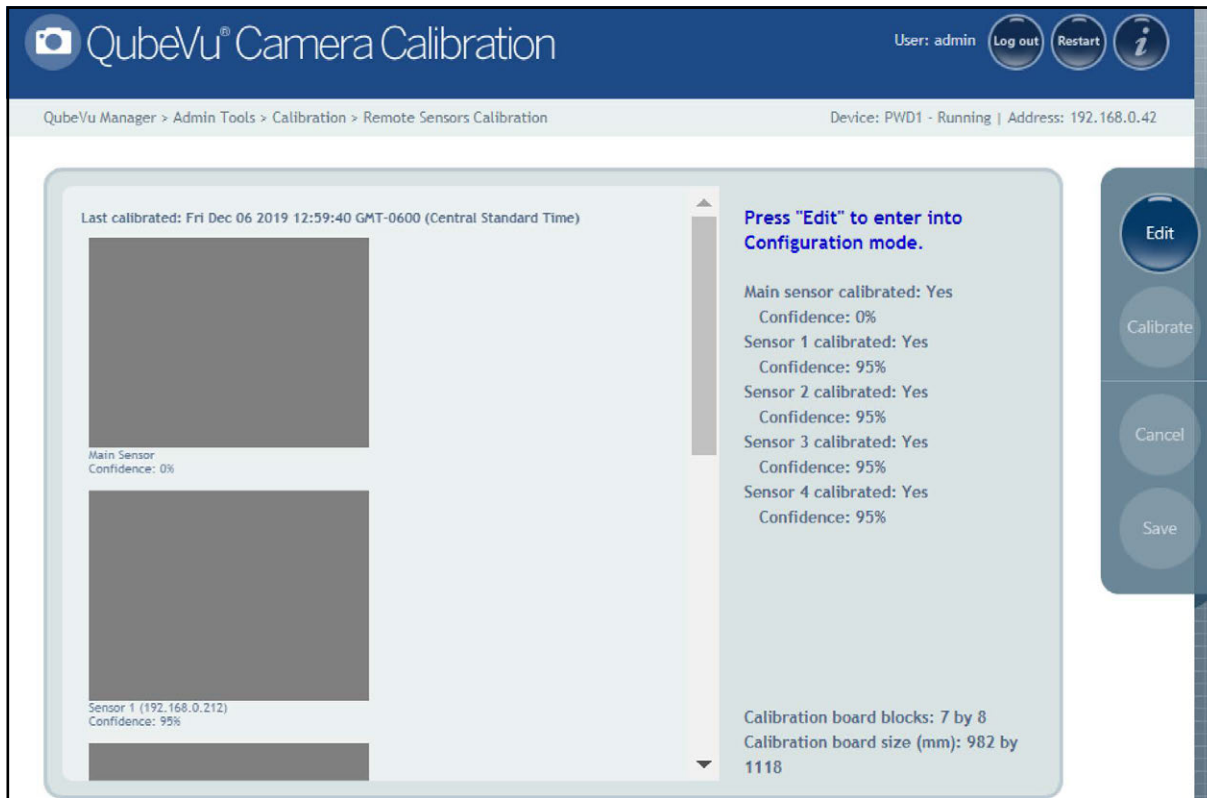 QubeVu® Camera Calibration
User: admin
Log out
Restart
i
QubeVu Manager > Admin Tools > Calibration > Remote Sensors Calibration
Device: PWD1 - Running | Address: 192.168.0.42
Last calibrated: Fri Dec 06 2019 12:59:40 GMT-0600 (Central Standard Time)
Main Sensor
Confidence: 0%
Sensor 1 (192.168.0.212)
Confidence: 95%
Press "Edit" to enter into
Configuration mode.
Main sensor calibrated: Yes
Confidence: 0%
Sensor 1 calibrated: Yes
Confidence: 95%
Sensor 2 calibrated: Yes
Confidence: 95%
Sensor 3 calibrated: Yes
Confidence: 95%
Sensor 4 calibrated: Yes
Confidence: 95%
Calibration board blocks: 7 by 8
Calibration board size (mm): 982 by
1118
Edit
Calibrate
Cancel
Save